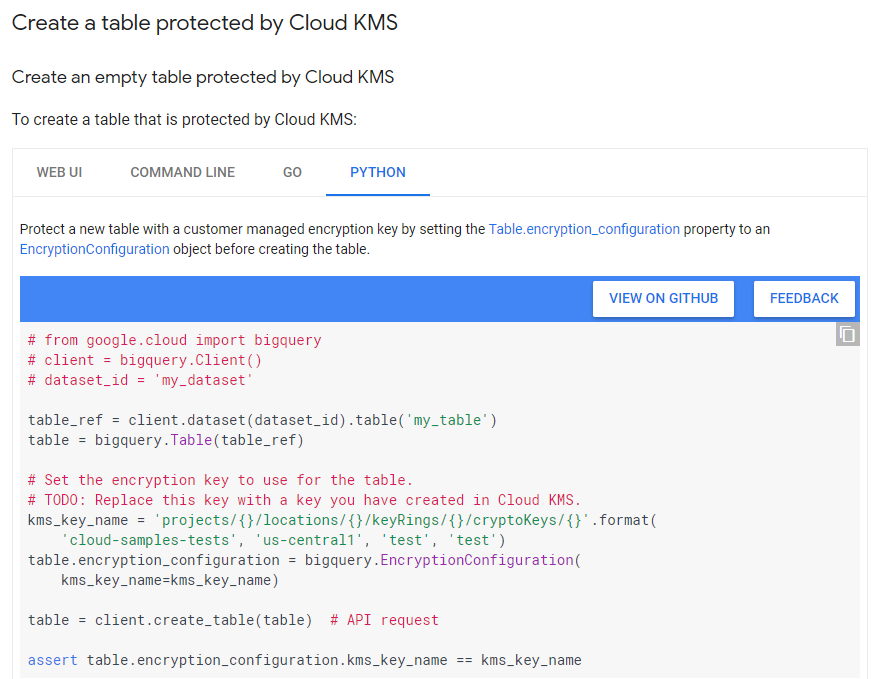 Create a table protected by Cloud KMS
Create an empty table protected by Cloud KMS
To create a table that is protected by Cloud KMS:
WEB UI COMMAND LINE GO PYTHON
Protect a new table with a customer managed encryption key by setting the Table.encryption_configuration property to an
EncryptionConfiguration object before creating the table.
VIEW ON GITHUB FEEDBACK
# from google.cloud import bigquery
# client = bigquery.Client()
# dataset_id = 'my_dataset'
table_ref = client.dataset(dataset_id).table('my_table')
table = bigquery.Table(table_ref)
# Set the encryption key to use for the table.
# TODO: Replace this key with a key you have created in Cloud KMS.
kms_key_name = 'projects/{}/locations/{}/keyRings/{}/cryptoKeys/{}'.format(
    'cloud-samples-tests', 'us-central1', 'test', 'test')
table.encryption_configuration = bigquery.EncryptionConfiguration(
    kms_key_name=kms_key_name)
table = client.create_table(table)  # API request
assert table.encryption_configuration.kms_key_name == kms_key_name